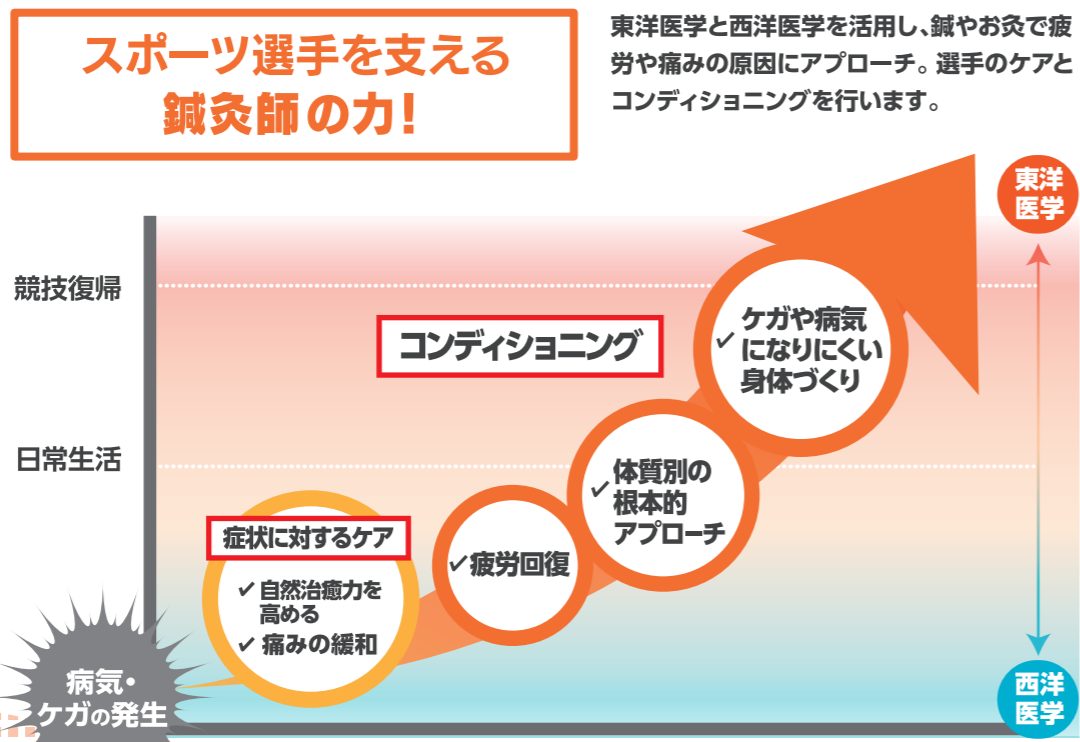 スポーツ選手を支える
鍼灸師の力!
東洋医学と西洋医学を活用し、鍼やお灸で疲
労や痛みの原因にアプローチ。選手のケアと
コンディショニングを行います。
東洋
医学
競技復帰
コンディショニング
✓ ケガや病気
になりにくい
身体づくり
日常生活
✓ 体質別の
根本的
アプローチ
症状に対するケア
✓ 自然治癒力を
高める
✓ 痛みの緩和
✓ 疲労回復
病気・
ケガの発生
西洋
医学